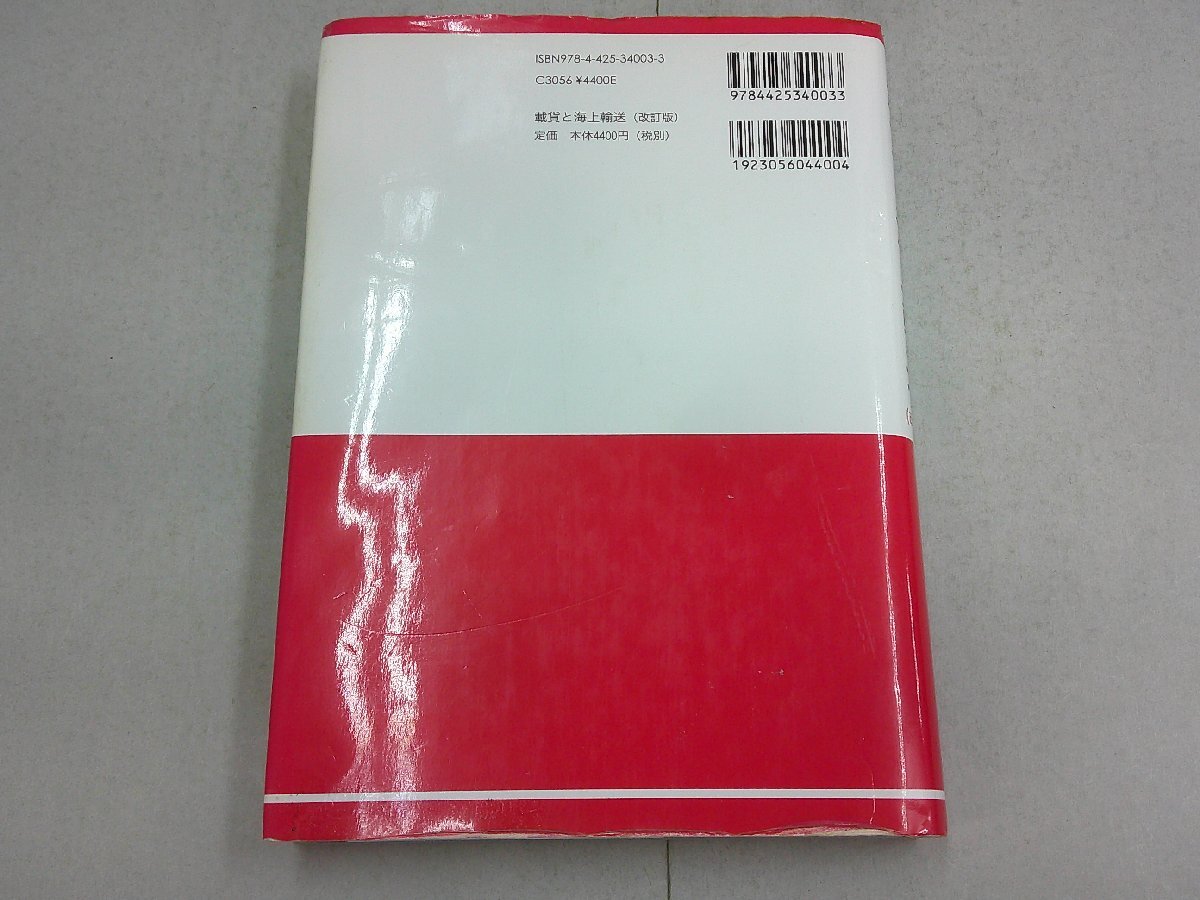 ISBN978-4-425-34003-3
C3056 ¥4400E
載貨と海上輸送（改訂版）
定価 本体4400円（税別）
9784425340033
1923056044004